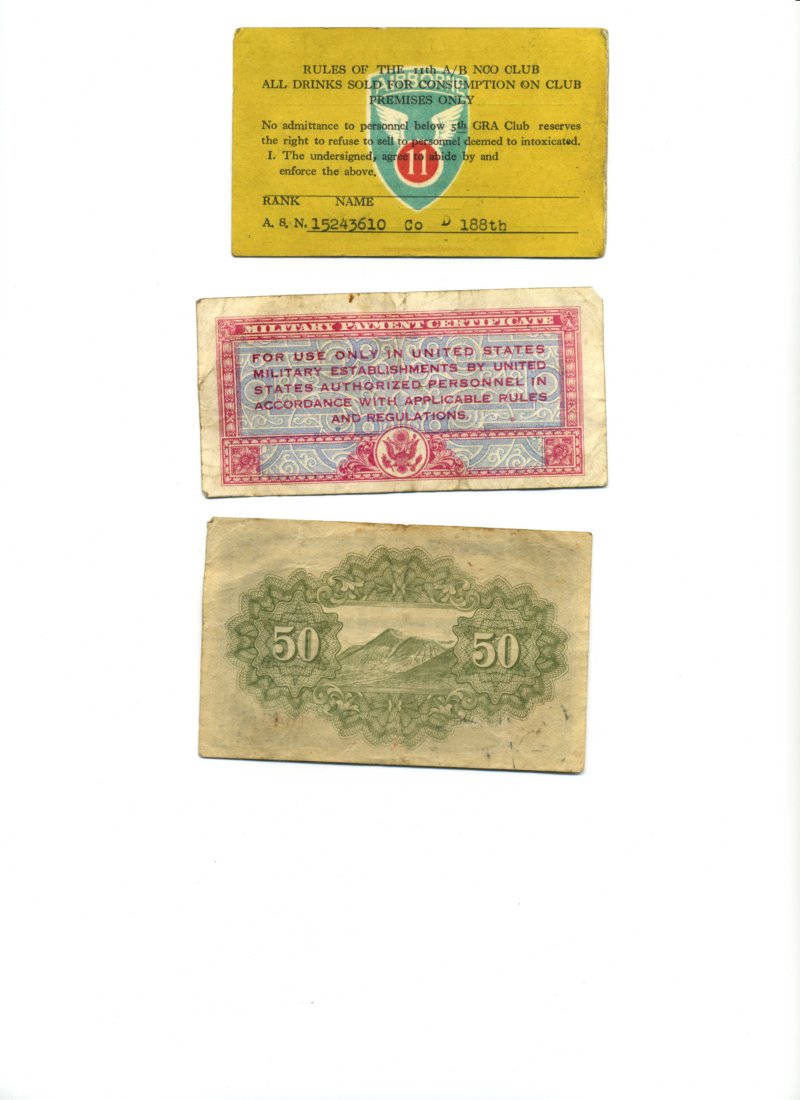 RULES OF THE 11th A/B NCO CLUB
ALL DRINKS SOLD FOR CONSUMPTION ON CLUB
PREMISES ONLY
AIRBORNE
No admittance to personnel below 5th GRA Club reserves
the right to refuse to sell to personnel deemed to intoxicated.
I. The undersigned, agree to abide by and
enforce the above.
11
RANK NAME
A. S. N. 15243610 Co D 188th
MILITARY PAYMENT CERTIFICATE
FOR USE ONLY IN UNITED STATES
MILITARY ESTABLISHMENTS BY UNITED
STATES AUTHORIZED PERSONNEL IN
ACCORDANCE WITH APPLICABLE RULES
AND REGULATIONS.
50 50